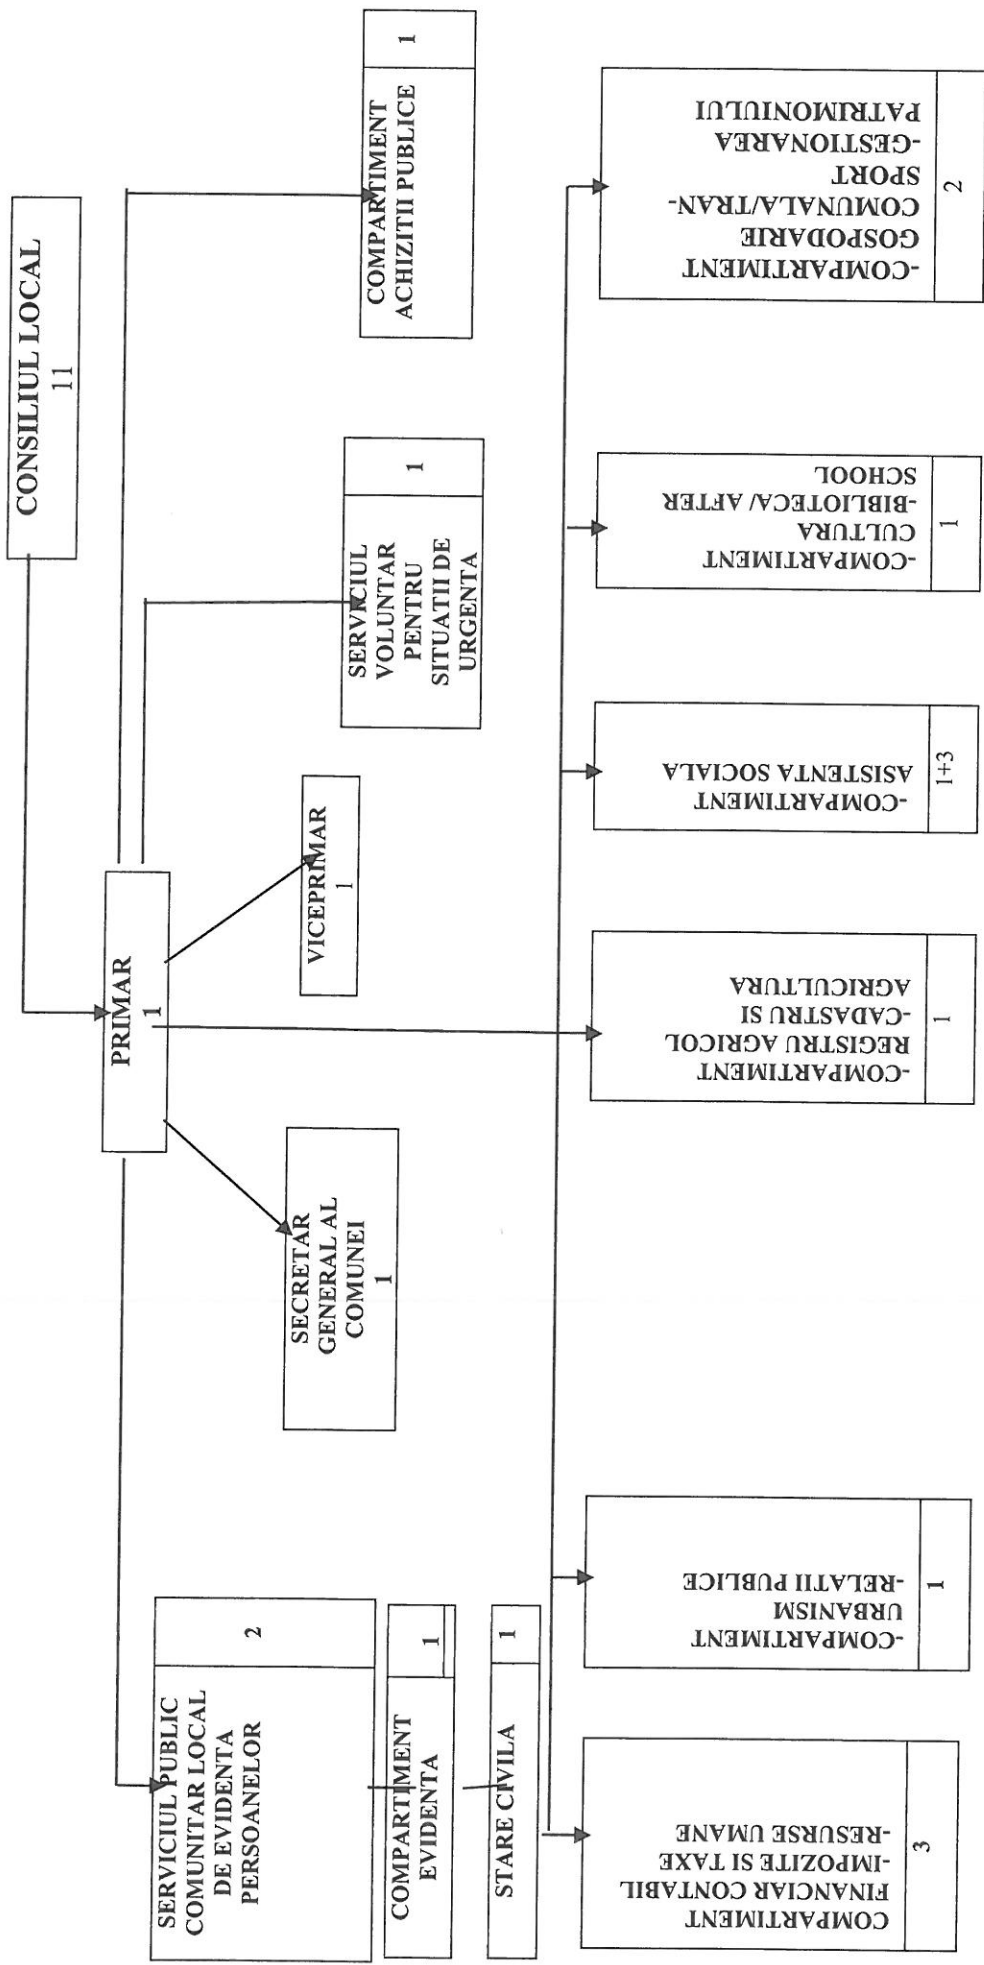 CONSILIUL LOCAL
11
PRIMAR
1
SERVICIUL PUBLIC
COMUNITAR LOCAL
DE EVIDENTA
PERSOANELOR
2
COMPARTIMENT
EVIDENTA
1
STARE CIVILA
1
SECRETAR
GENERAL AL
COMUNEI
1
VICEPRIMAR
1
SERVICIUL
VOLUNTAR
PENTRU
SITUATII DE
URGENTA
1
COMPARTIMENT
ACHIZITII PUBLICE
1
COMPARTIMENT
FINANCIAR CONTABIL
-IMPOZITE SI TAXE
-RESURSE UMANE
3
-COMPARTIMENT
URBANISM
-RELATII PUBLICE
1
-COMPARTIMENT
REGISTRU AGRICOL
-CADASTRU SI
AGRICULTURA
1
-COMPARTIMENT
ASISTENTA SOCIALA
1+3
-COMPARTIMENT
CULTURA
-BIBLIOTECA/ AFTER
SCHOOL
1
-COMPARTIMENT
GOSPODARIE
COMUNALA/TRAN-
SPORT
-GESTIONAREA
PATRIMONIULUI
2